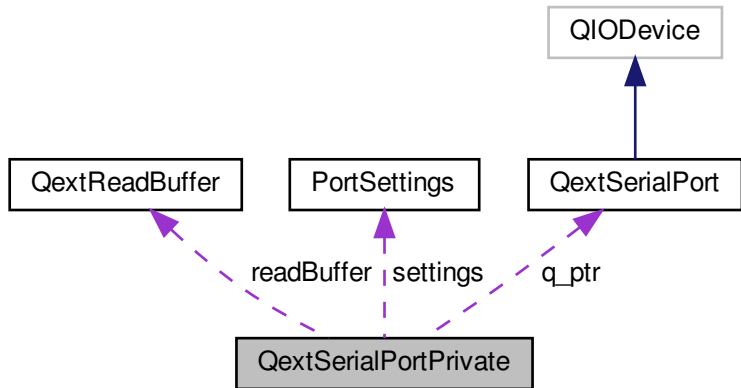 QIODevice
QextReadBuffer
PortSettings
QextSerialPort
readBuffer
settings
q_ptr
QextSerialPortPrivate